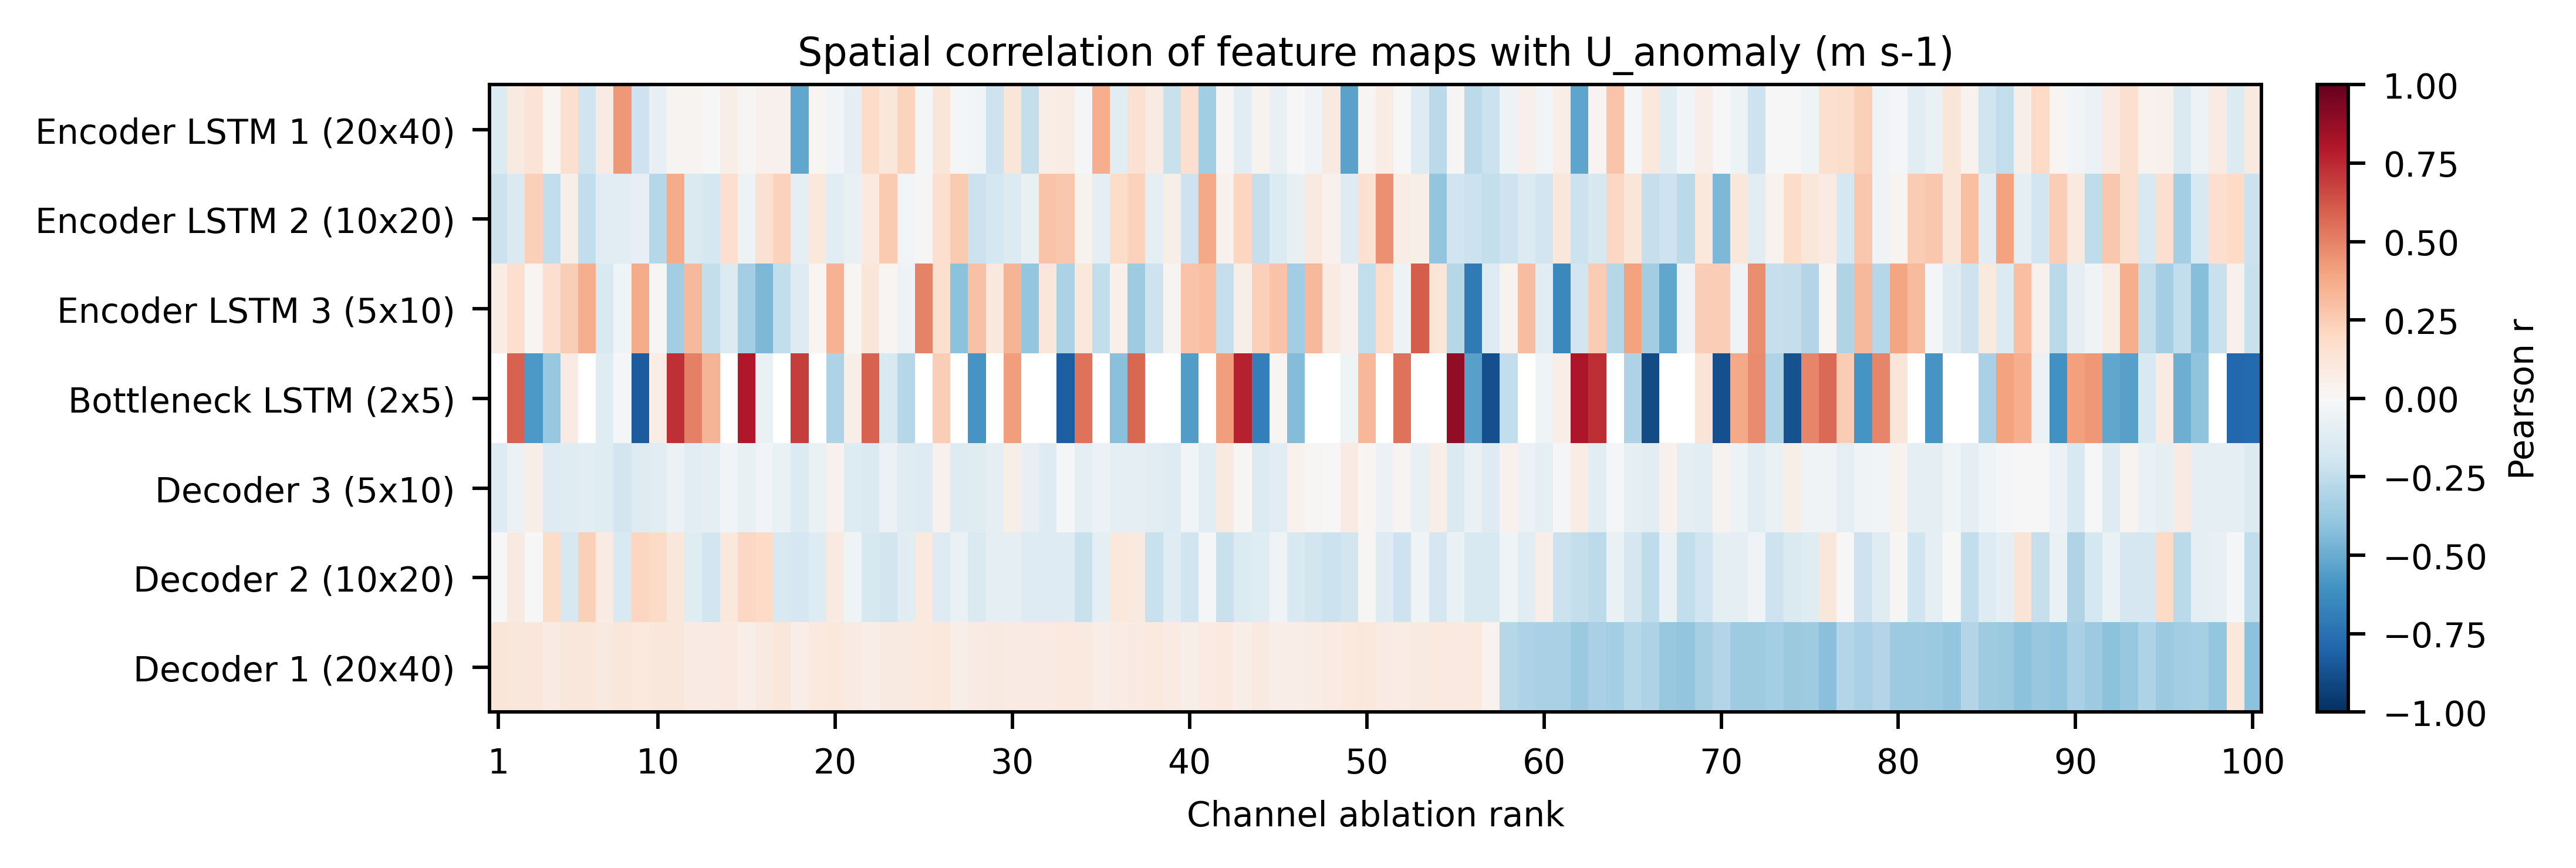 Spatial correlation of feature maps with U_anomaly (m s-1)
Encoder LSTM 1 (20x40)
Encoder LSTM 2 (10x20)
Encoder LSTM 3 (5x10)
Bottleneck LSTM (2x5)
Decoder 3 (5x10)
Decoder 2 (10x20)
Decoder 1 (20x40)
1 10 20 30 40 50 60 70 80 90 100
Channel ablation rank
1.00
0.75
0.50
0.25
0.00
−0.25
−0.50
−0.75
−1.00
Pearson r